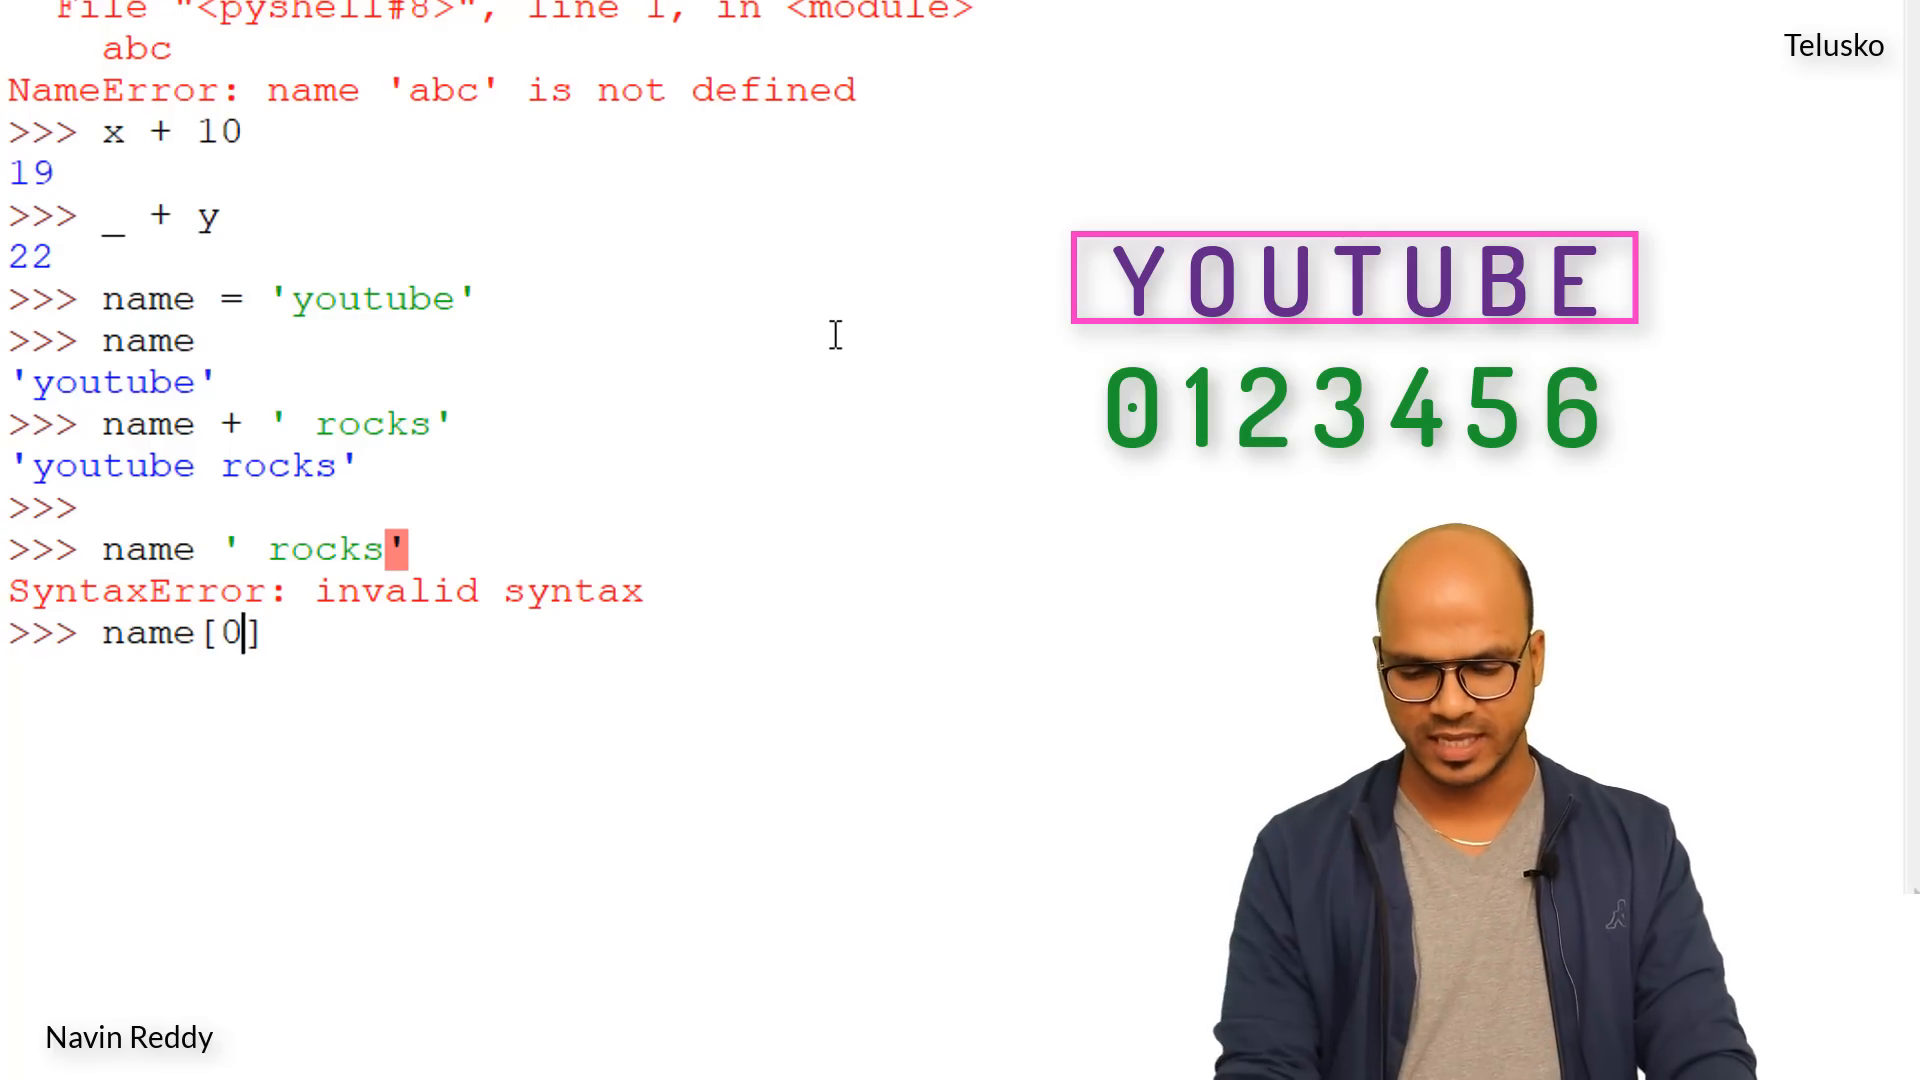 File "<pyshell#8>", line 1, in <module>
abc
NameError: name 'abc' is not defined
>>> x + 10
19
>>> _ + y
22
>>> name = 'youtube'
>>> name
'youtube'
>>> name + ' rocks'
'youtube rocks'
>>>
>>> name ' rocks'
SyntaxError: invalid syntax
>>> name[0]
Telusko
YOUTUBE
0123456
Navin Reddy